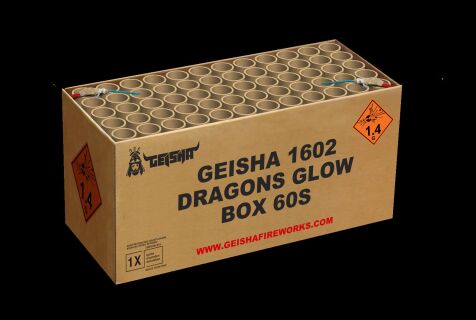 GEISHA
GEISHA 1602
DRAGONS GLOW
BOX 60S
WWW.GEISHAFIREWORKS.COM
1X
1.4
G
1.4